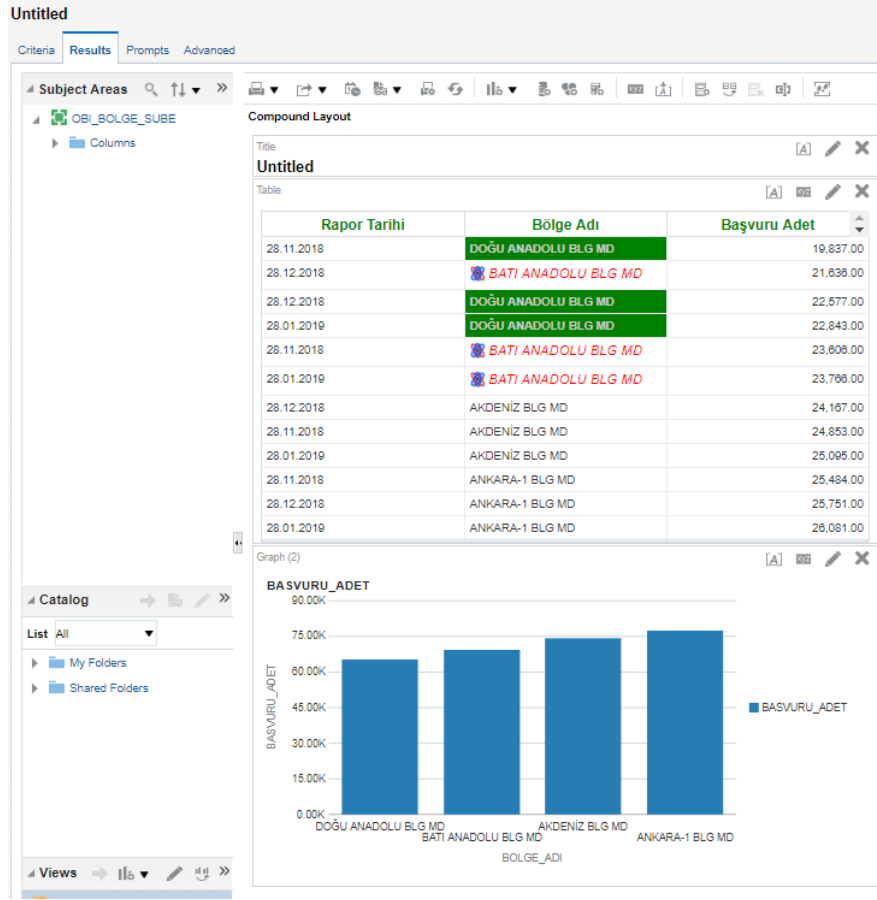 Untitled
Criteria Results Prompts Advanced
Subject Areas
OBI_BOLGE_SUBE
Columns
Compound Layout
Title
Untitled
Table
Rapor Tarihi Bölge Adı Başvuru Adet
28.11.2018 DOĞU ANADOLU BLG MD 19,837.00
28.12.2018 BATI ANADOLU BLG MD 21,636.00
28.12.2018 DOĞU ANADOLU BLG MD 22,577.00
28.01.2019 DOĞU ANADOLU BLG MD 22,843.00
28.11.2018 BATI ANADOLU BLG MD 23,606.00
28.01.2019 BATI ANADOLU BLG MD 23,766.00
28.12.2018 AKDENİZ BLG MD 24,167.00
28.11.2018 AKDENİZ BLG MD 24,853.00
28.01.2019 AKDENİZ BLG MD 25,095.00
28.11.2018 ANKARA-1 BLG MD 25,484.00
28.12.2018 ANKARA-1 BLG MD 25,751.00
28.01.2019 ANKARA-1 BLG MD 26,081.00
Graph (2)
BASVURU_ADET
90.00K
75.00K
60.00K
45.00K
30.00K
15.00K
0.00K
BASVURU_ADET
DOĞU ANADOLU BLG MD
BATI ANADOLU BLG MD
AKDENİZ BLG MD
ANKARA-1 BLG MD
BOLGE_ADI
BASVURU_ADET
Catalog
List All
My Folders
Shared Folders
Views